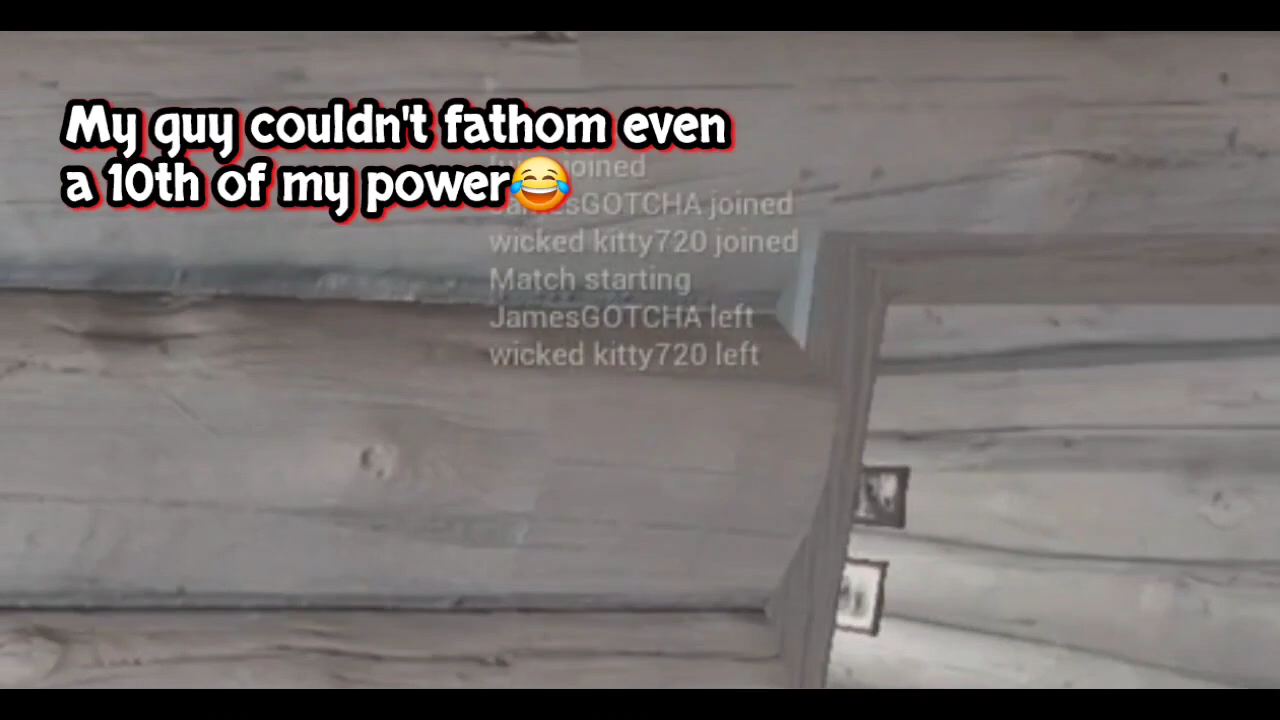 My guy couldn't fathom even
a 10th of my power😂
joined
JamesGOTCHA joined
wicked kitty720 joined
Match starting
JamesGOTCHA left
wicked kitty720 left